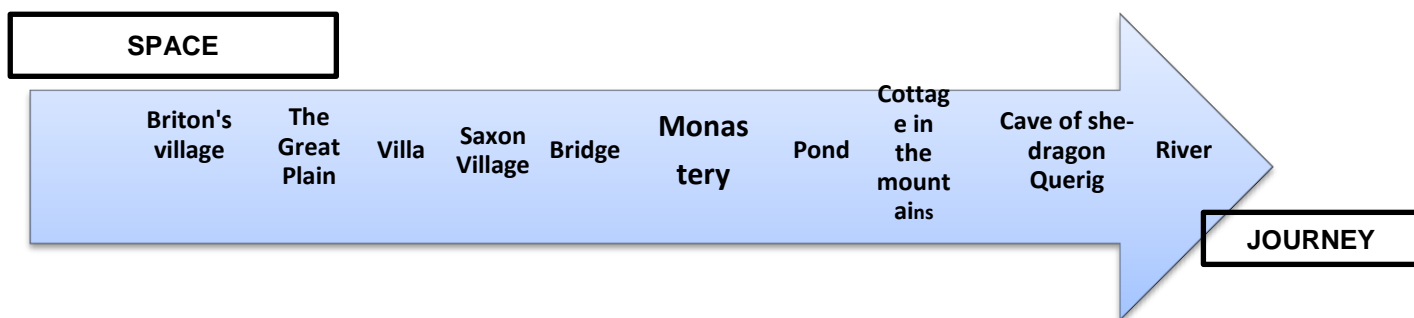 SPACE
Briton's
village
The
Great
Plain
Villa
Saxon
Village
Bridge
Monas
tery
Pond
Cottag
e in
the
mount
ains
Cave of she-
dragon
Querig
River
JOURNEY